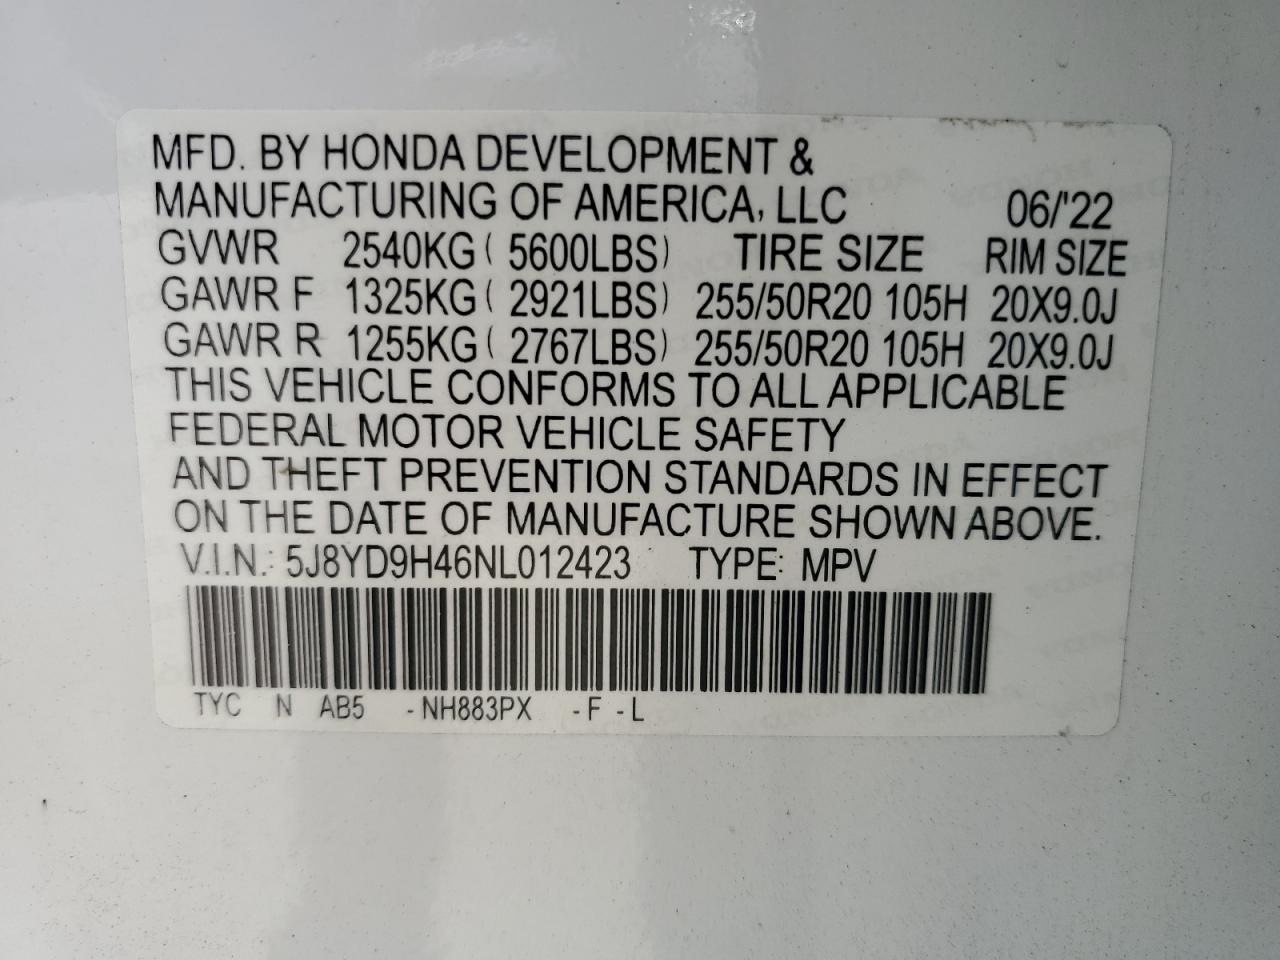 MFD. BY HONDA DEVELOPMENT &
MANUFACTURING OF AMERICA, LLC 06/'22
GVWR 2540KG ( 5600LBS) TIRE SIZE RIM SIZE
GAWR F 1325KG ( 2921LBS) 255/50R20 105H 20X9.0J
GAWR R 1255KG ( 2767LBS) 255/50R20 105H 20X9.0J
THIS VEHICLE CONFORMS TO ALL APPLICABLE
FEDERAL MOTOR VEHICLE SAFETY
AND THEFT PREVENTION STANDARDS IN EFFECT
ON THE DATE OF MANUFACTURE SHOWN ABOVE.
V.I.N.: 5J8YD9H46NL012423 TYPE: MPV
TYC N AB5 -NH883PX -F -L